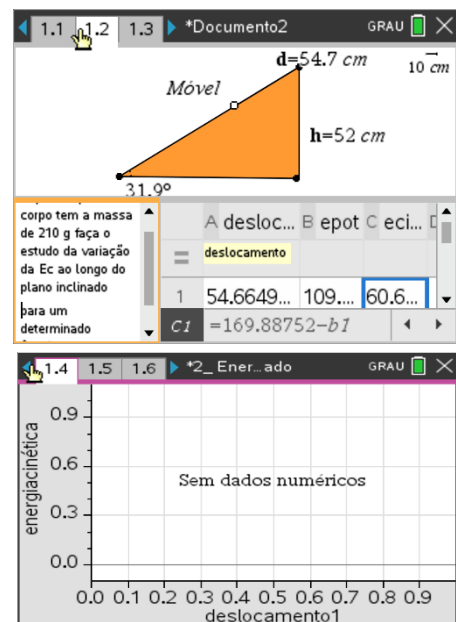 1.1 1.2 1.3 *Documento2 GRAU
d=54.7 cm
10 cm
Móvel
h=52 cm
31.9°
corpo tem a massa
de 210 g faça o
estudo da variação
da Ec ao longo do
plano inclinado
para um
determinado
A desloc... B epot C eci... D
= deslocamento
1 54.6649... 109.... 60.6...
C1 =169.88752-b1
1.4 1.5 1.6 *2_ Ener...ado GRAU
energiacinética
0.9
0.6
Sem dados numéricos
0.3
0.0
0.0 0.1 0.2 0.3 0.4 0.5 0.6 0.7 0.8 0.9
deslocamento1